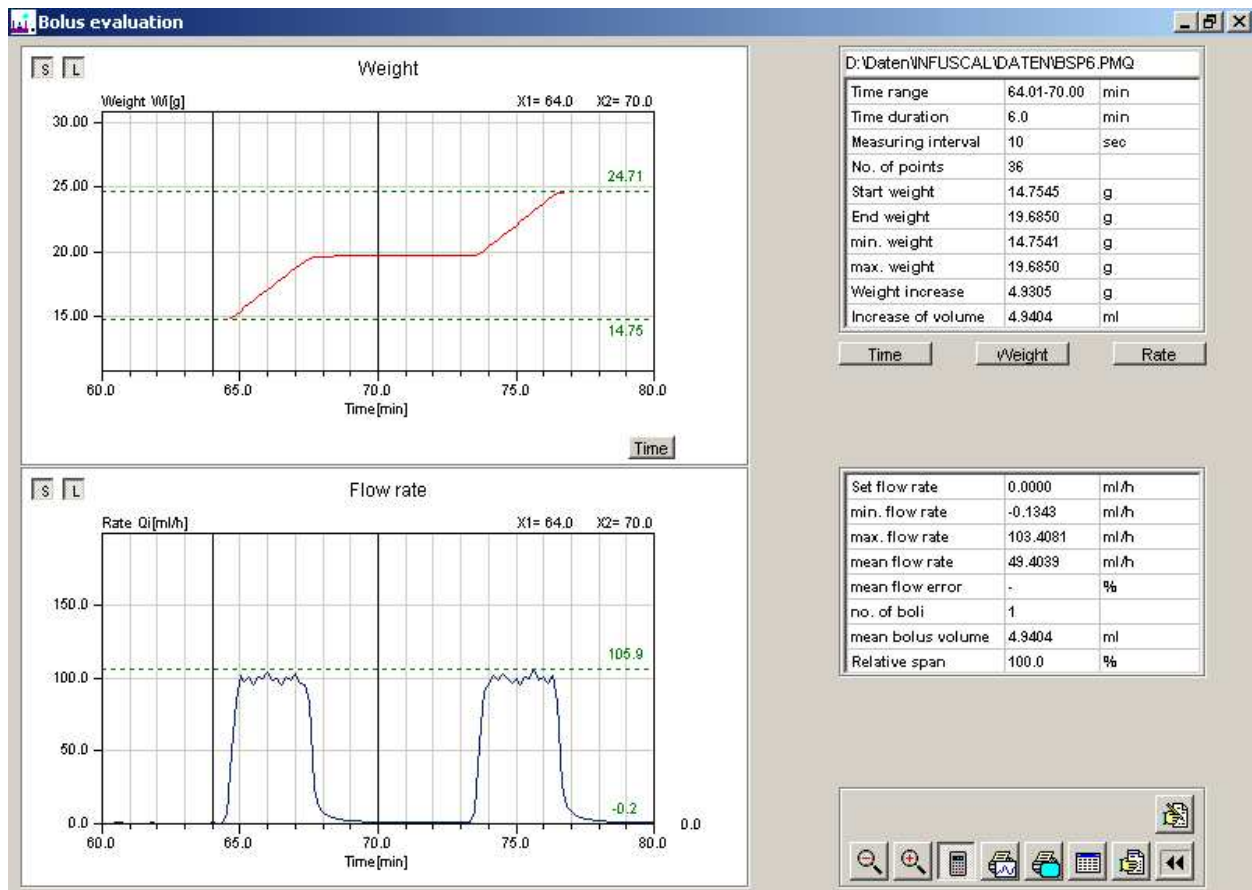 Bolus evaluation
S L Weight
Weight Wi[g] X1= 64.0 X2= 70.0
30.00
25.00
20.00
15.00
24.71
14.75
60.0 65.0 70.0 75.0 80.0
Time[min]
Time
S L Flow rate
Rate Qi[ml/h] X1= 64.0 X2= 70.0
150.0
100.0
50.0
0.0
105.9
-0.2
0.0
60.0 65.0 70.0 75.0 80.0
Time[min]
D:\Daten\INFUSCAL\DATEN\BSP6.PMQ
Time range 64.01-70.00 min
Time duration 6.0 min
Measuring interval 10 sec
No. of points 36
Start weight 14.7545 g
End weight 19.6850 g
min. weight 14.7541 g
max. weight 19.6850 g
Weight increase 4.9305 g
Increase of volume 4.9404 ml
Time Weight Rate
Set flow rate 0.0000 ml/h
min. flow rate -0.1343 ml/h
max. flow rate 103.4081 ml/h
mean flow rate 49.4039 ml/h
mean flow error - %
no. of boli 1
mean bolus volume 4.9404 ml
Relative span 100.0 %